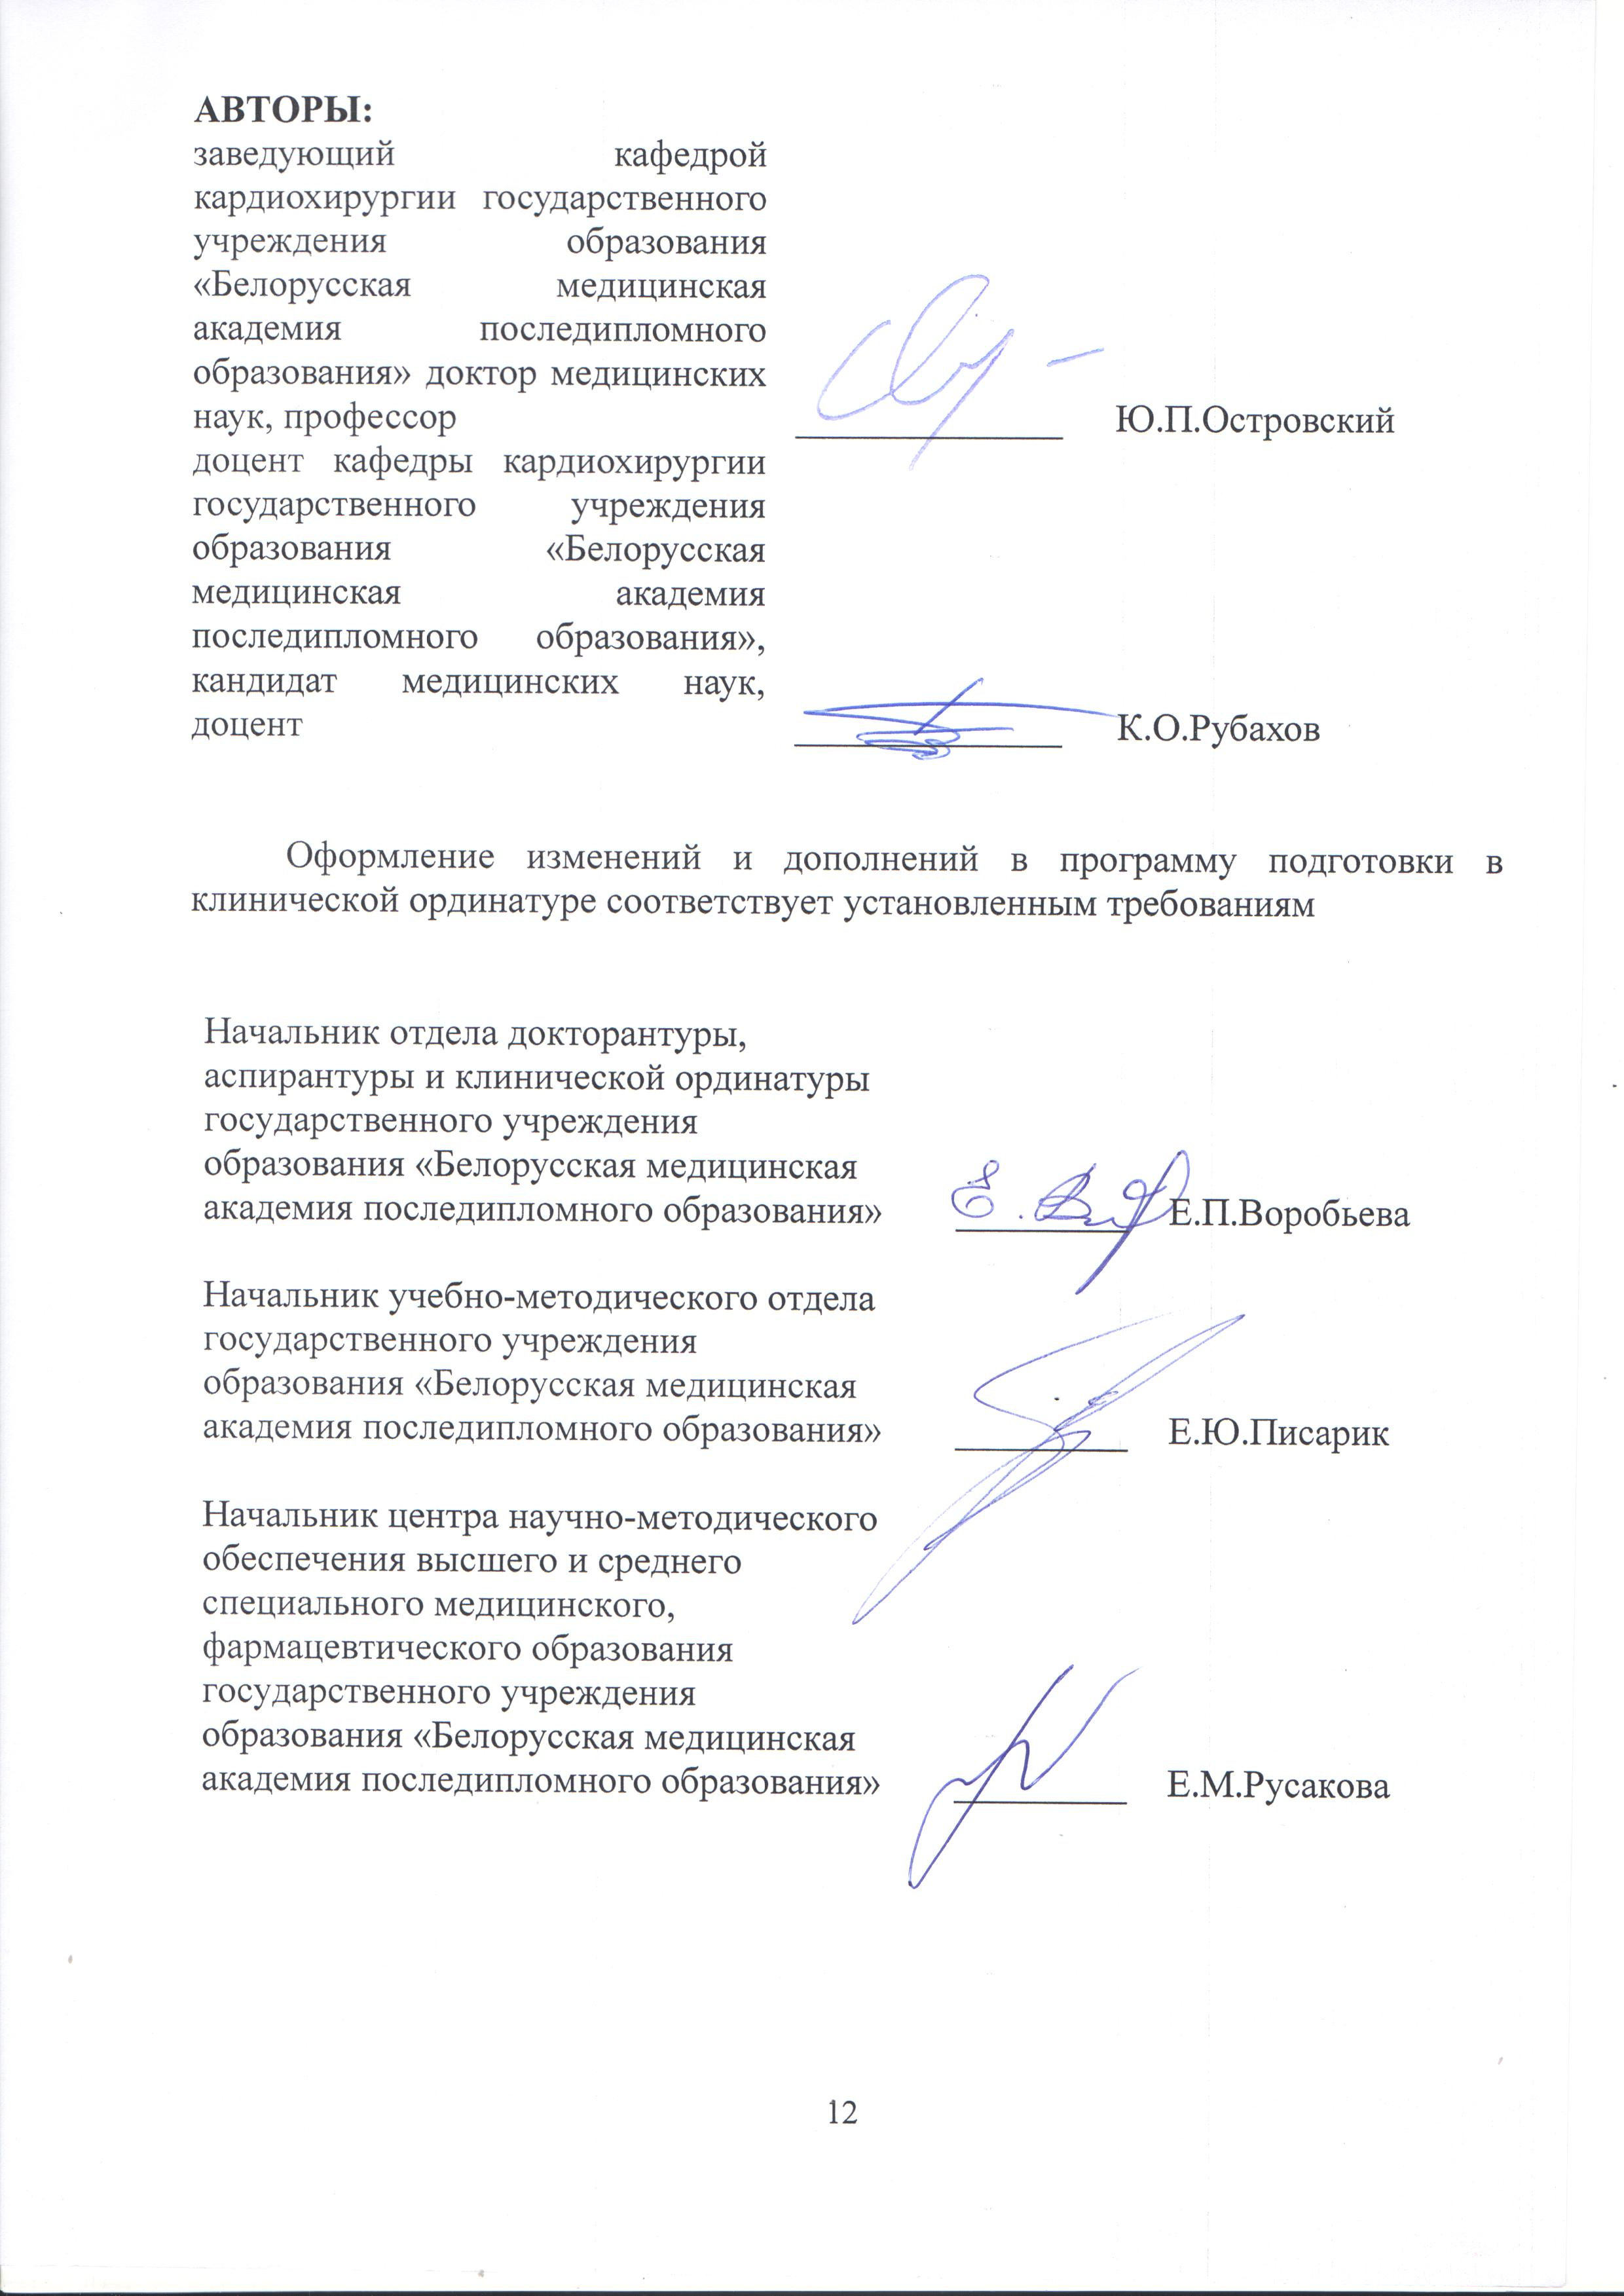 АВТОРЫ:
заведующий кафедрой
кардиохирургии государственного
учреждения образования
«Белорусская медицинская
академия последипломного
образования» доктор медицинских
наук, профессор Ю.П.Островский
доцент кафедры кардиохирургии
государственного учреждения
образования «Белорусская
медицинская академия
последипломного образования»,
кандидат медицинских наук,
доцент К.О.Рубахов
Оформление изменений и дополнений в программу подготовки в
клинической ординатуре соответствует установленным требованиям
Начальник отдела докторантуры,
аспирантуры и клинической ординатуры
государственного учреждения
образования «Белорусская медицинская
академия последипломного образования» Е.П.Воробьева
Начальник учебно-методического отдела
государственного учреждения
образования «Белорусская медицинская
академия последипломного образования» Е.Ю.Писарик
Начальник центра научно-методического
обеспечения высшего и среднего
специального медицинского,
фармацевтического образования
государственного учреждения
образования «Белорусская медицинская
академия последипломного образования» Е.М.Русакова
12